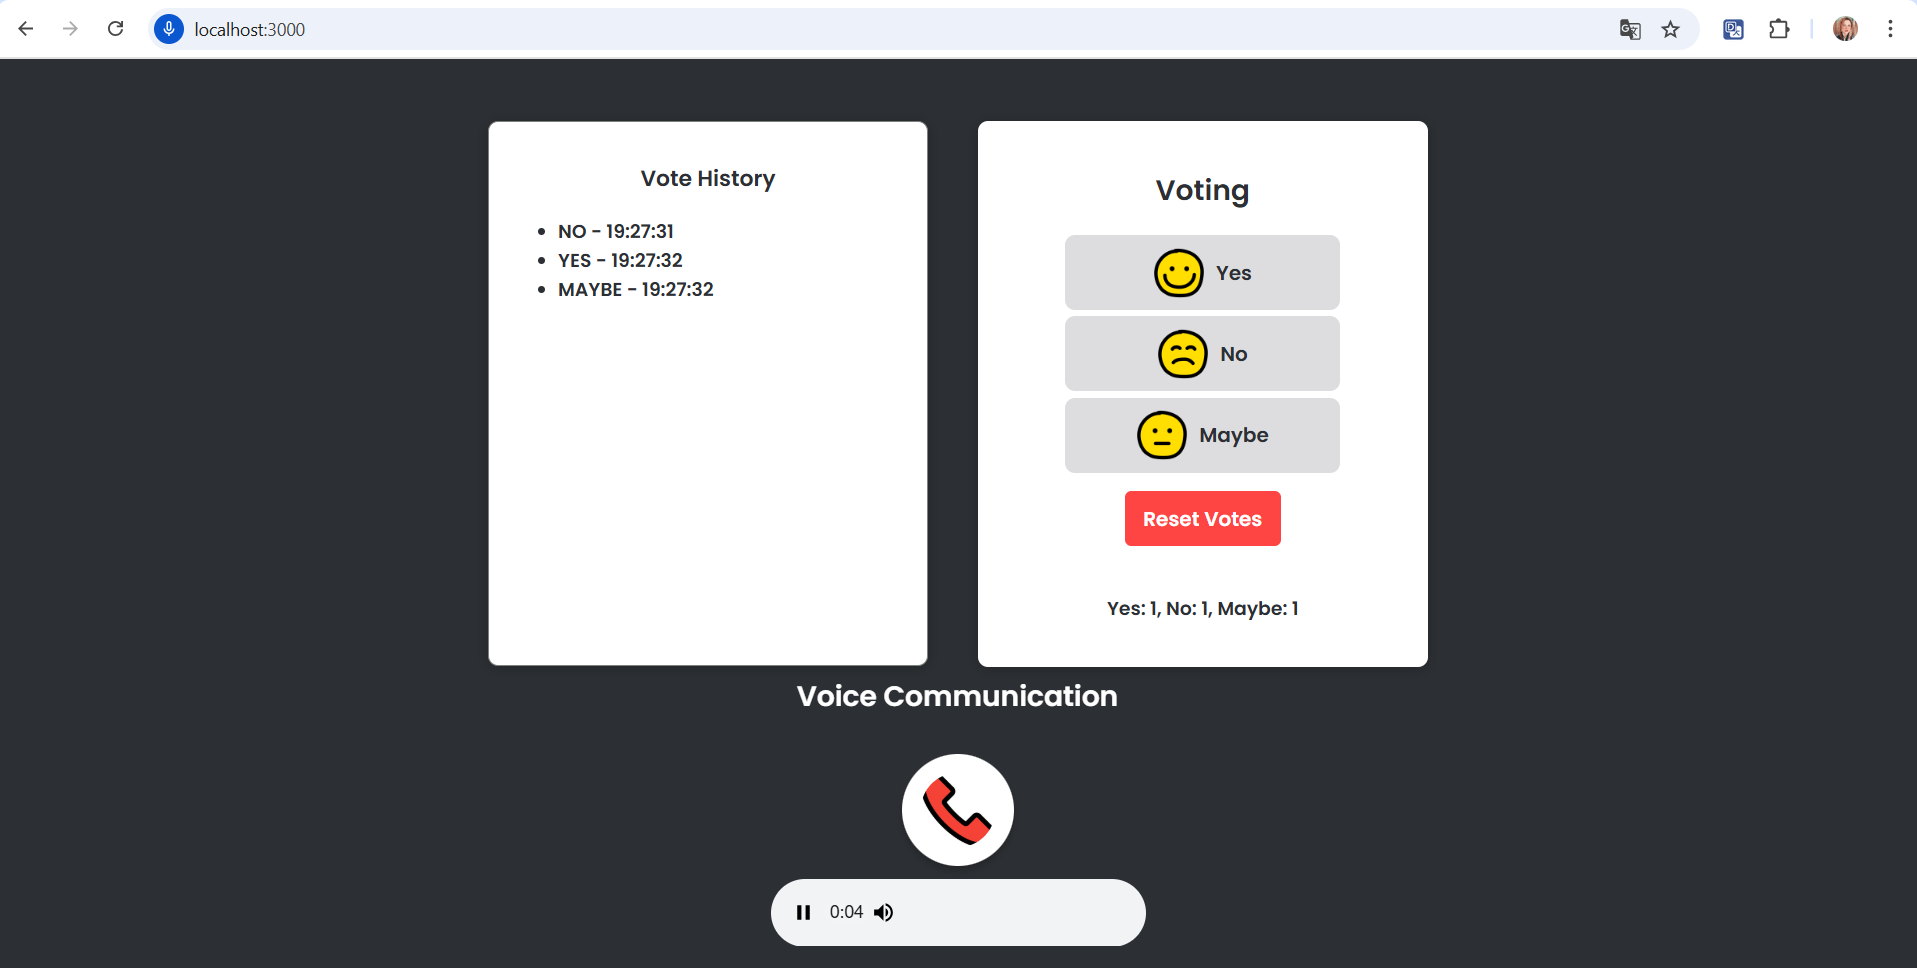 localhost:3000
Vote History
• NO - 19:27:31
• YES - 19:27:32
• MAYBE - 19:27:32
Voting
Yes
No
Maybe
Reset Votes
Yes: 1, No: 1, Maybe: 1
Voice Communication
0:04